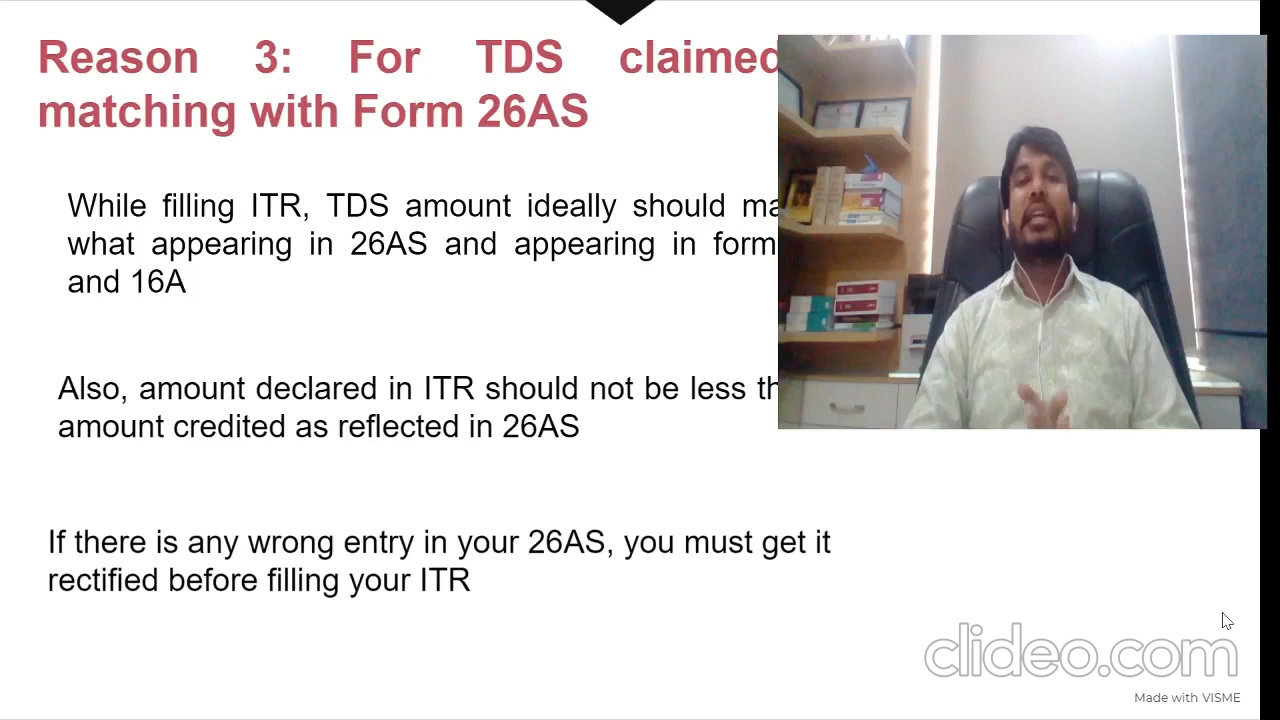 Reason 3: For TDS claimed
matching with Form 26AS
While filling ITR, TDS amount ideally should
what appearing in 26AS and appearing in form
and 16A
Also, amount declared in ITR should not be less
amount credited as reflected in 26AS
If there is any wrong entry in your 26AS, you must get it
rectified before filling your ITR
clideo.com
Made with VISME